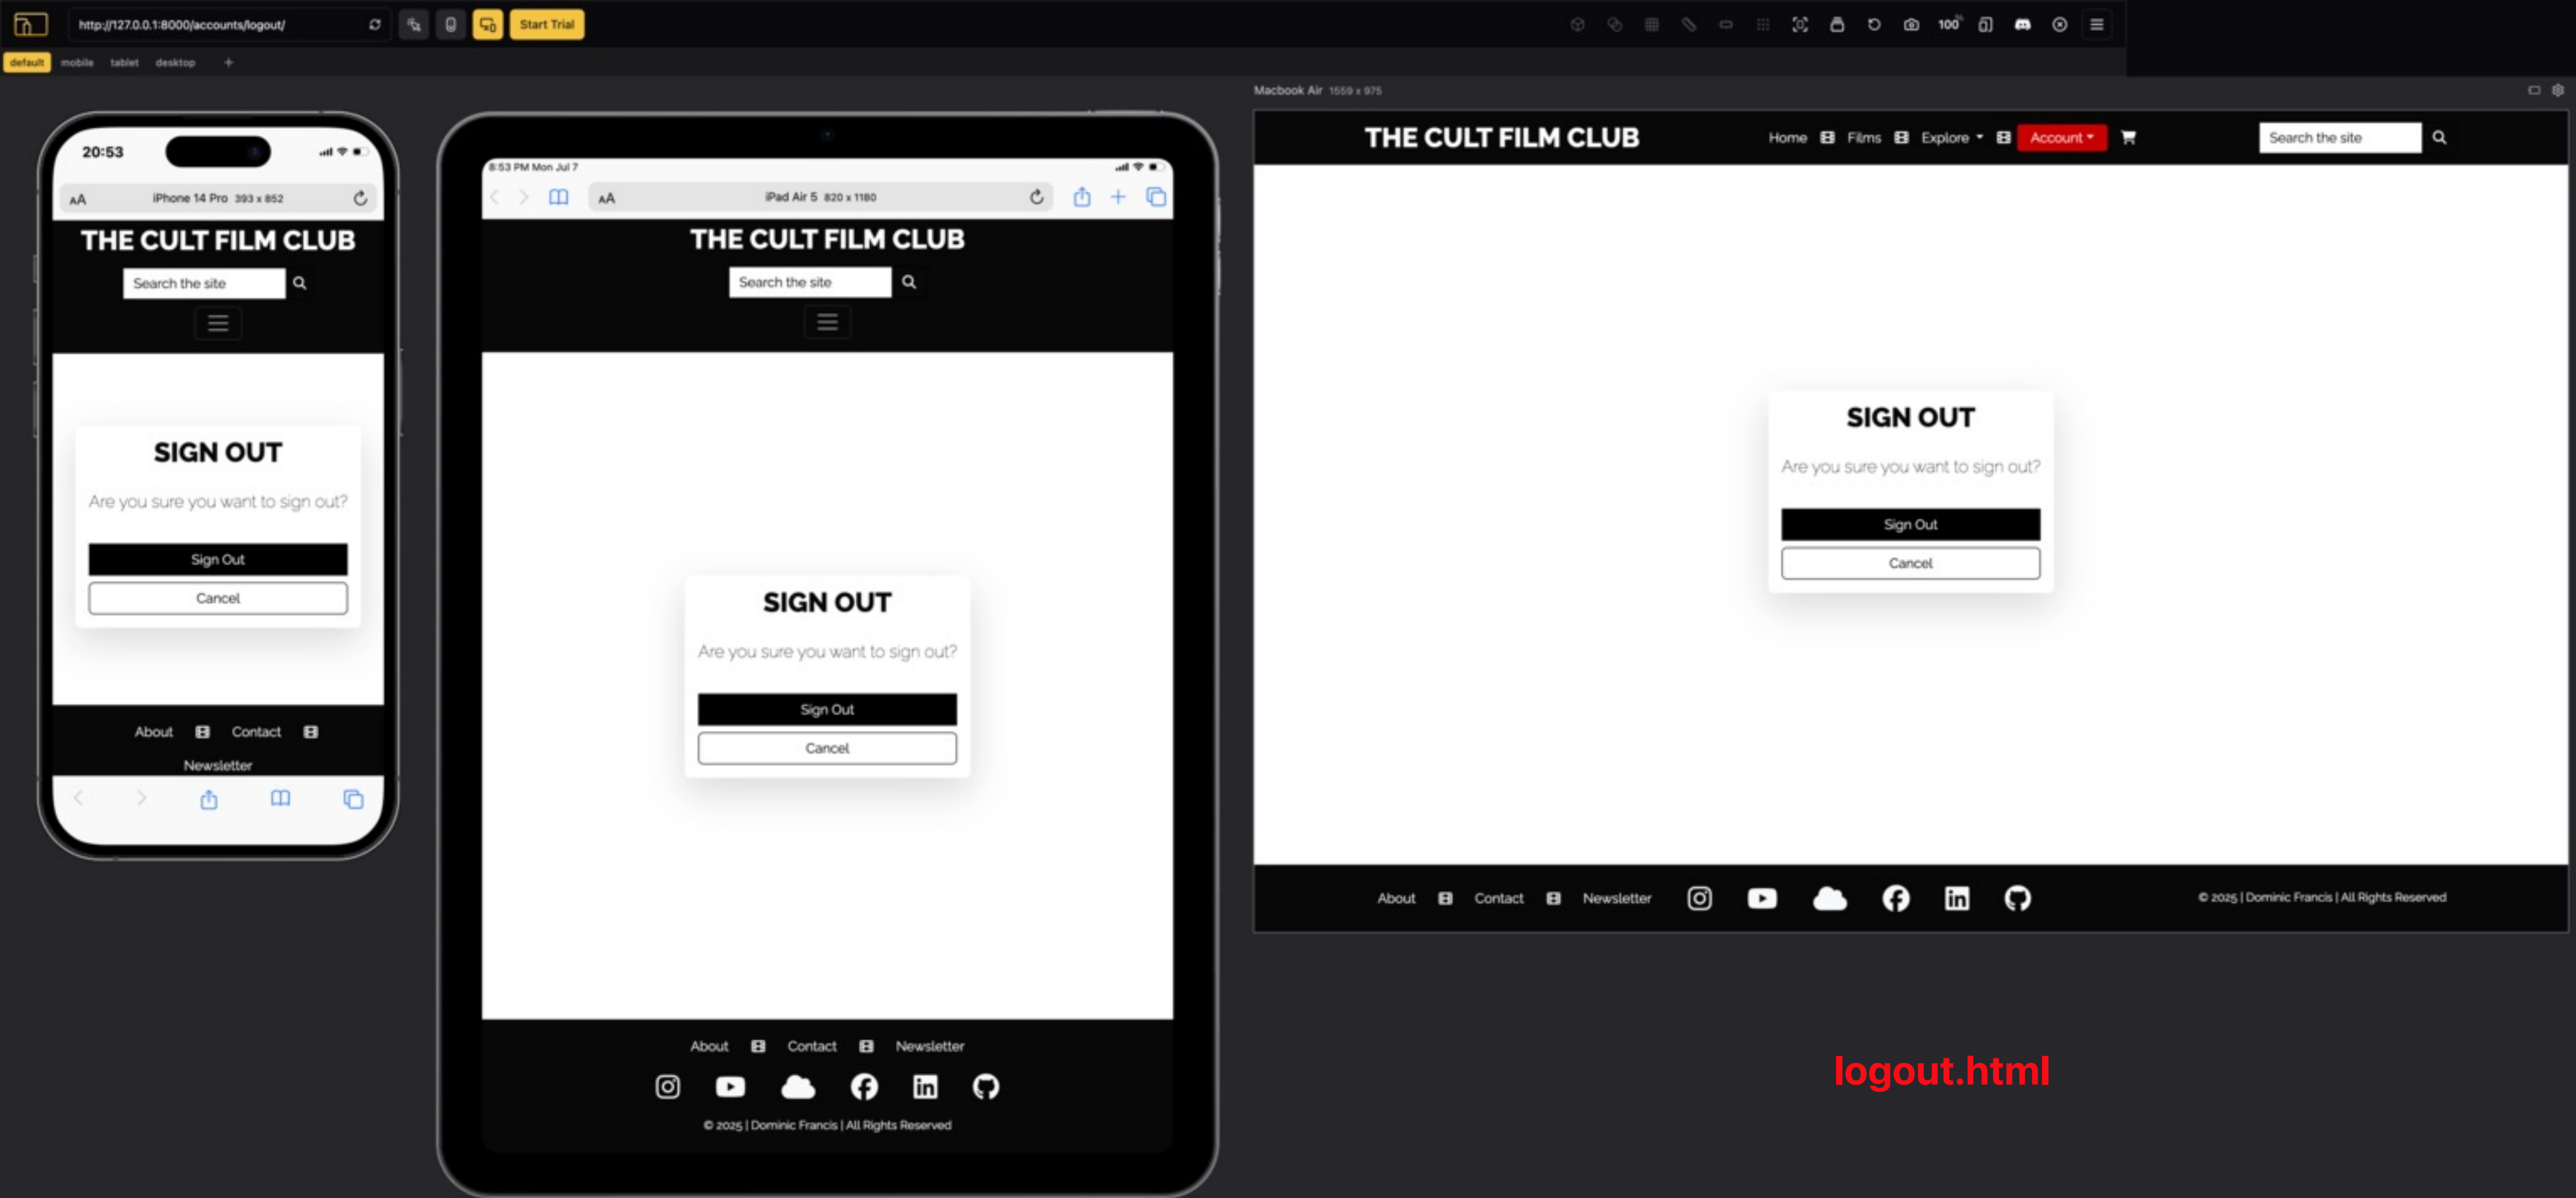 http://127.0.0.1:8000/accounts/logout/
Start Trial
100%
default mobile tablet desktop +
20:53
AA iPhone 14 Pro 393 x 852
THE CULT FILM CLUB
Search the site
SIGN OUT
Are you sure you want to sign out?
Sign Out
Cancel
About Contact
Newsletter
8:53 PM Mon Jul 7
AA iPad Air 5 820 x 1180
THE CULT FILM CLUB
Search the site
SIGN OUT
Are you sure you want to sign out?
Sign Out
Cancel
About Contact Newsletter
© 2025 | Dominic Francis | All Rights Reserved
Macbook Air 1559 x 975
THE CULT FILM CLUB Home Films Explore Account Search the site
SIGN OUT
Are you sure you want to sign out?
Sign Out
Cancel
About Contact Newsletter © 2025 | Dominic Francis | All Rights Reserved
logout.html